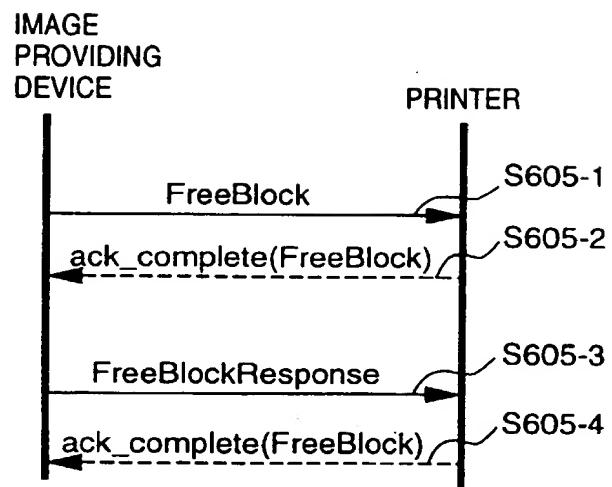 IMAGE
PROVIDING
DEVICE
PRINTER
FreeBlock
S605-1
ack_complete(FreeBlock)
S605-2
FreeBlockResponse
S605-3
ack_complete(FreeBlock)
S605-4